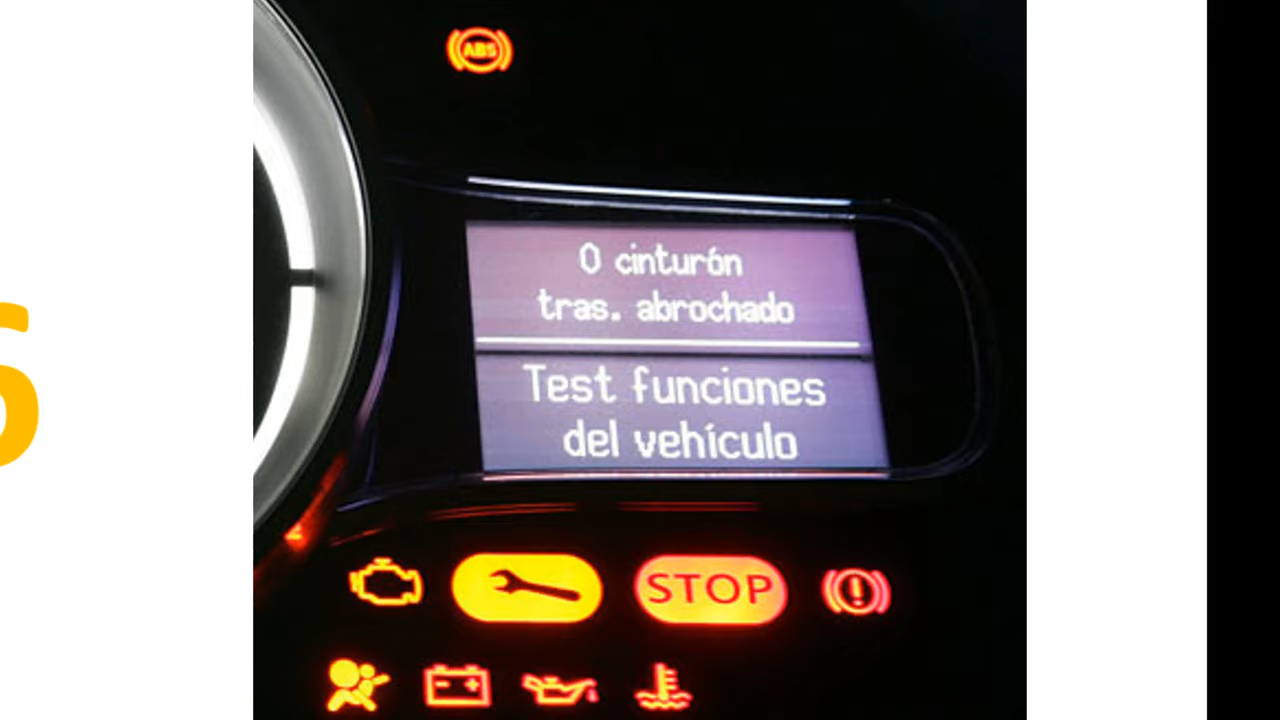 ABS
0 cinturón
tras. abrochado
Test funciones
del vehículo
STOP